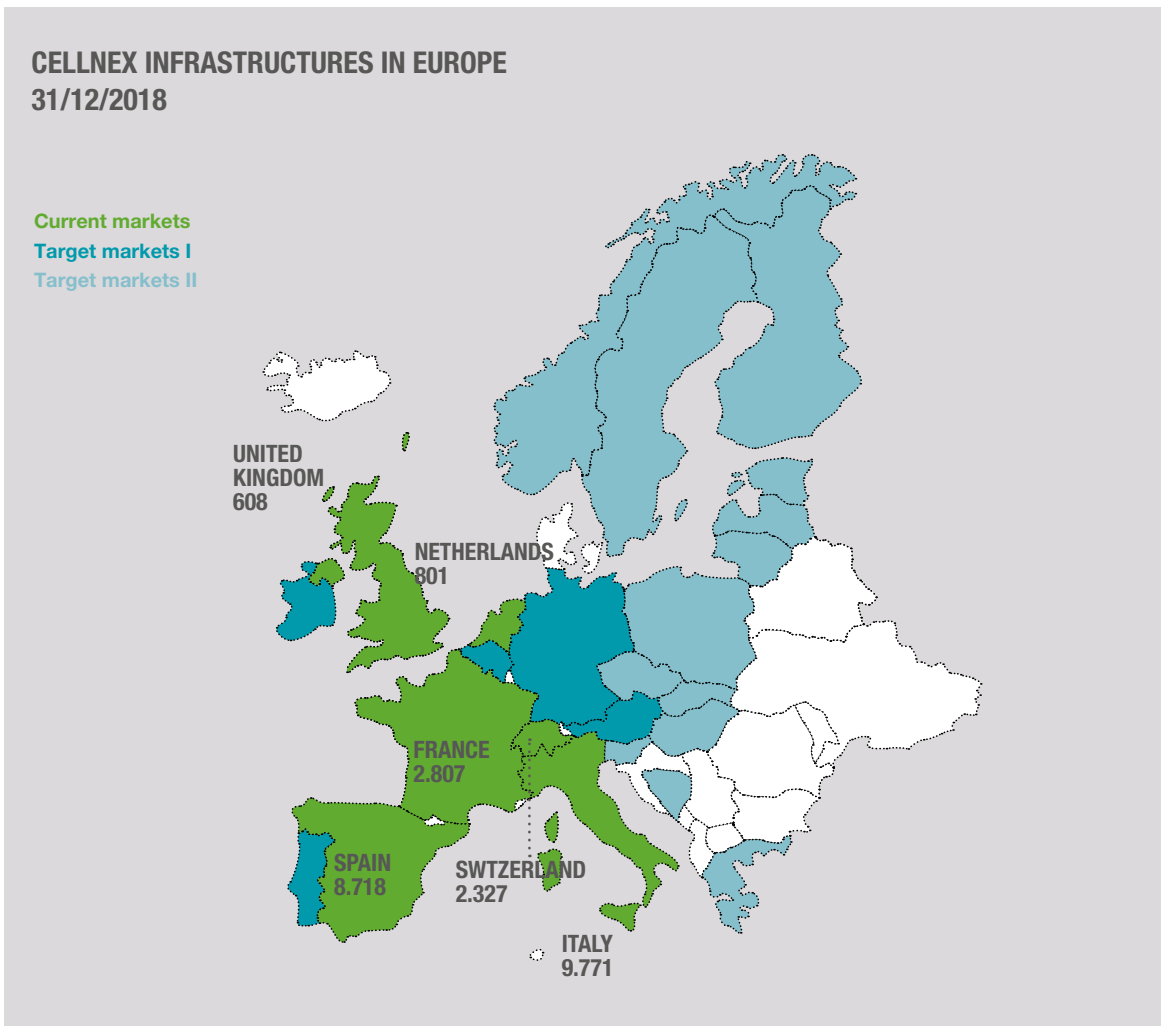 CELLNEX INFRASTRUCTURES IN EUROPE
31/12/2018
Current markets
Target markets I
Target markets II
UNITED
KINGDOM
608
NETHERLANDS
801
FRANCE
2.807
SPAIN
8.718
SWTZERLAND
2.327
ITALY
9.771